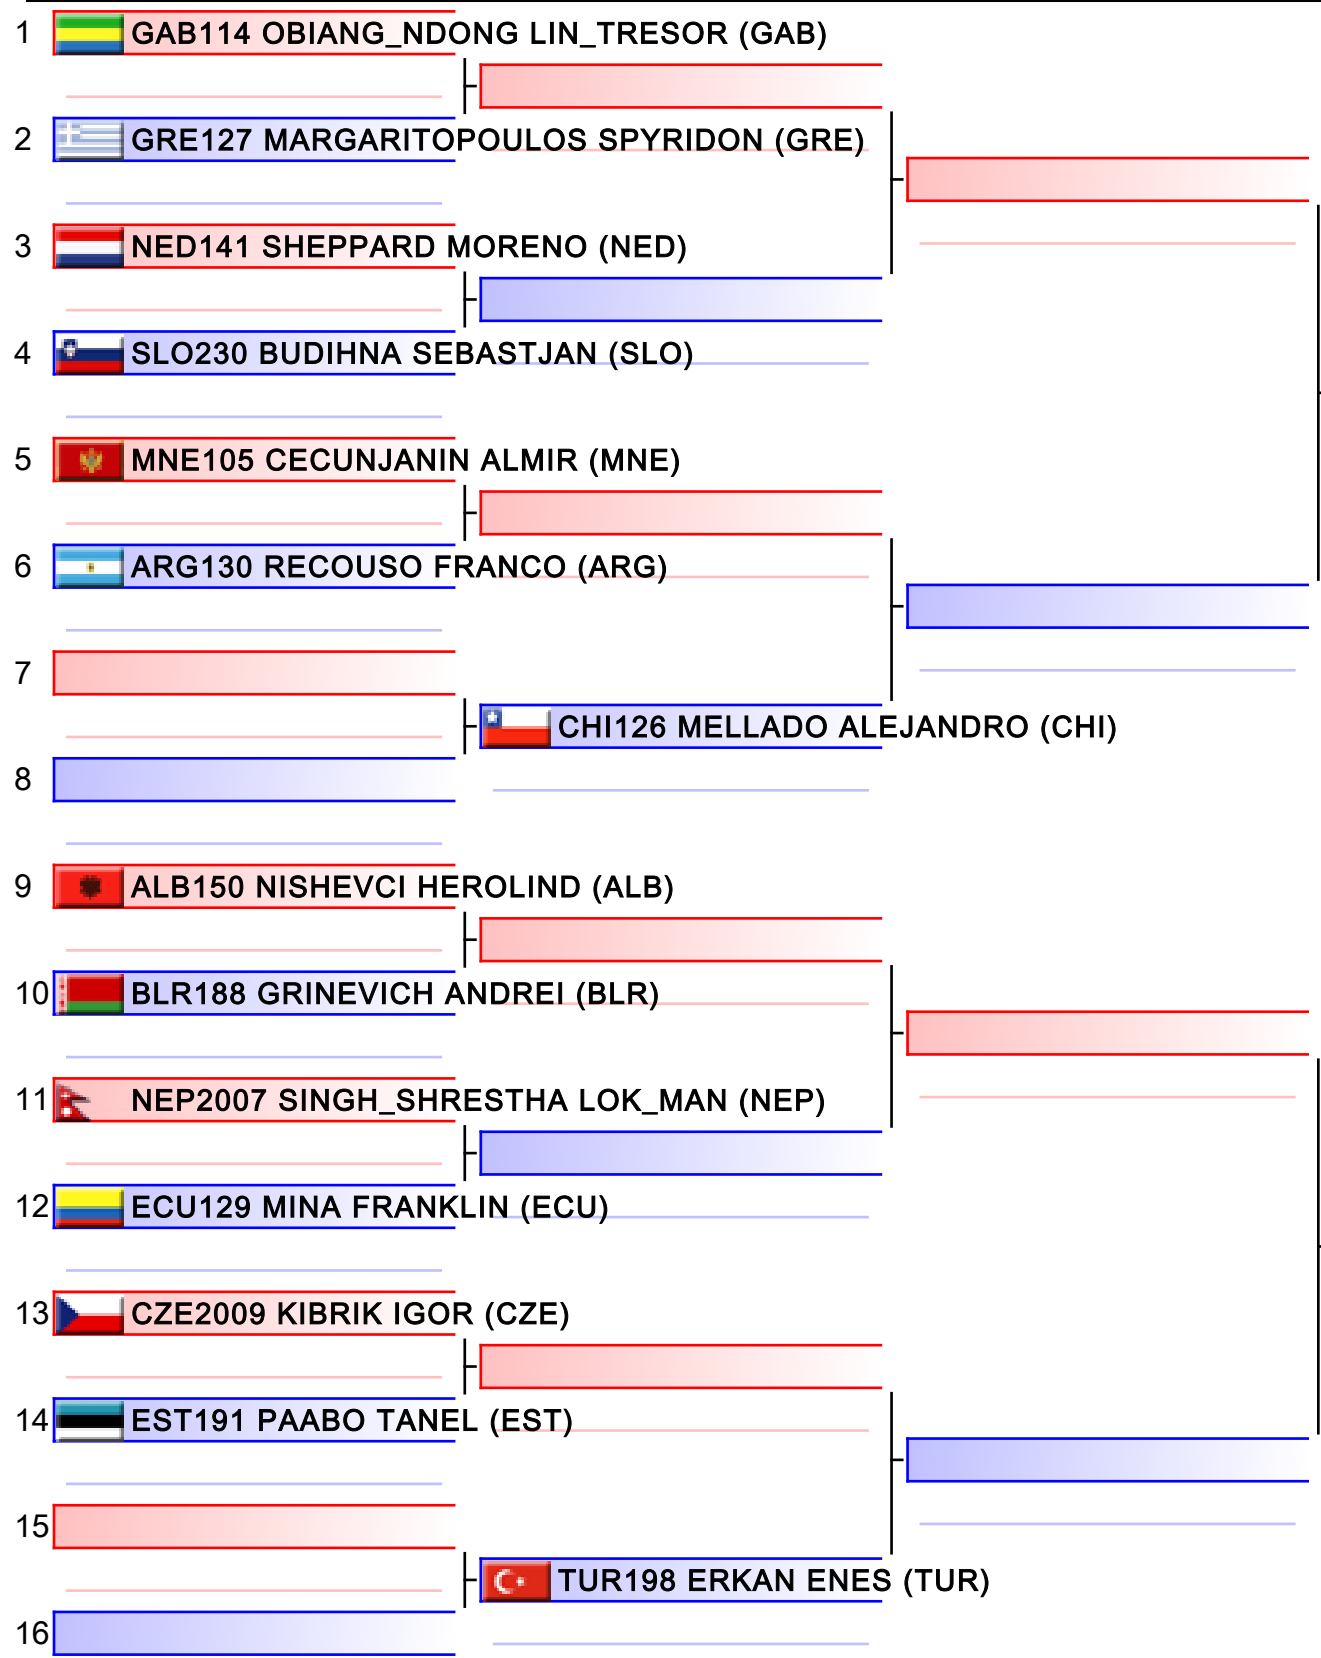 1 GAB114 OBIANG_NDONG LIN_TRESOR (GAB)
2 GRE127 MARGARITOPOULOS SPYRIDON (GRE)
3 NED141 SHEPPARD MORENO (NED)
4 SLO230 BUDIHNA SEBASTJAN (SLO)
5 MNE105 CECUNJANIN ALMIR (MNE)
6 ARG130 RECOUSO FRANCO (ARG)
7
CHI126 MELLADO ALEJANDRO (CHI)
8
9 ALB150 NISHEVCI HEROLIND (ALB)
10 BLR188 GRINEVICH ANDREI (BLR)
11 NEP2007 SINGH_SHRESTHA LOK_MAN (NEP)
12 ECU129 MINA FRANKLIN (ECU)
13 CZE2009 KIBRIK IGOR (CZE)
14 EST191 PAABO TANEL (EST)
15
TUR198 ERKAN ENES (TUR)
16